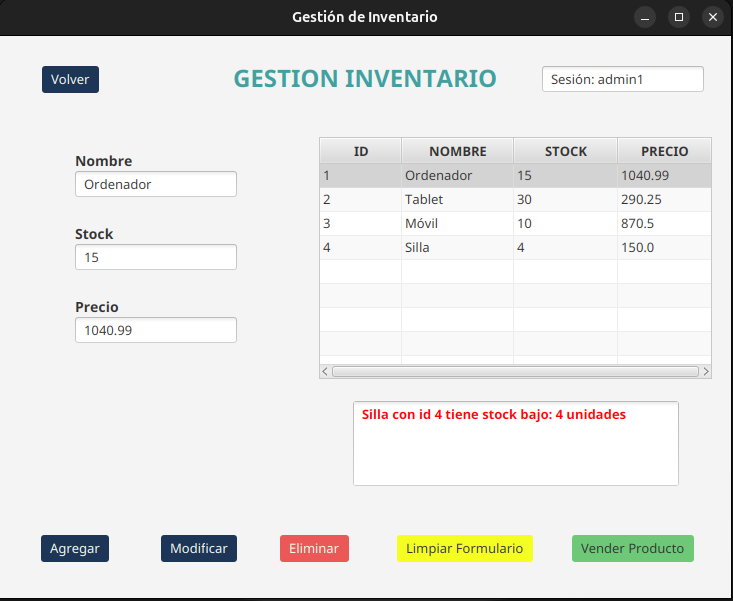 Gestión de Inventario
Volver
GESTION INVENTARIO
Sesión: admin1
Nombre
Ordenador
Stock
15
Precio
1040.99
ID NOMBRE STOCK PRECIO
1 Ordenador 15 1040.99
2 Tablet 30 290.25
3 Móvil 10 870.5
4 Silla 4 150.0
Silla con id 4 tiene stock bajo: 4 unidades
Agregar
Modificar
Eliminar
Limpiar Formulario
Vender Producto